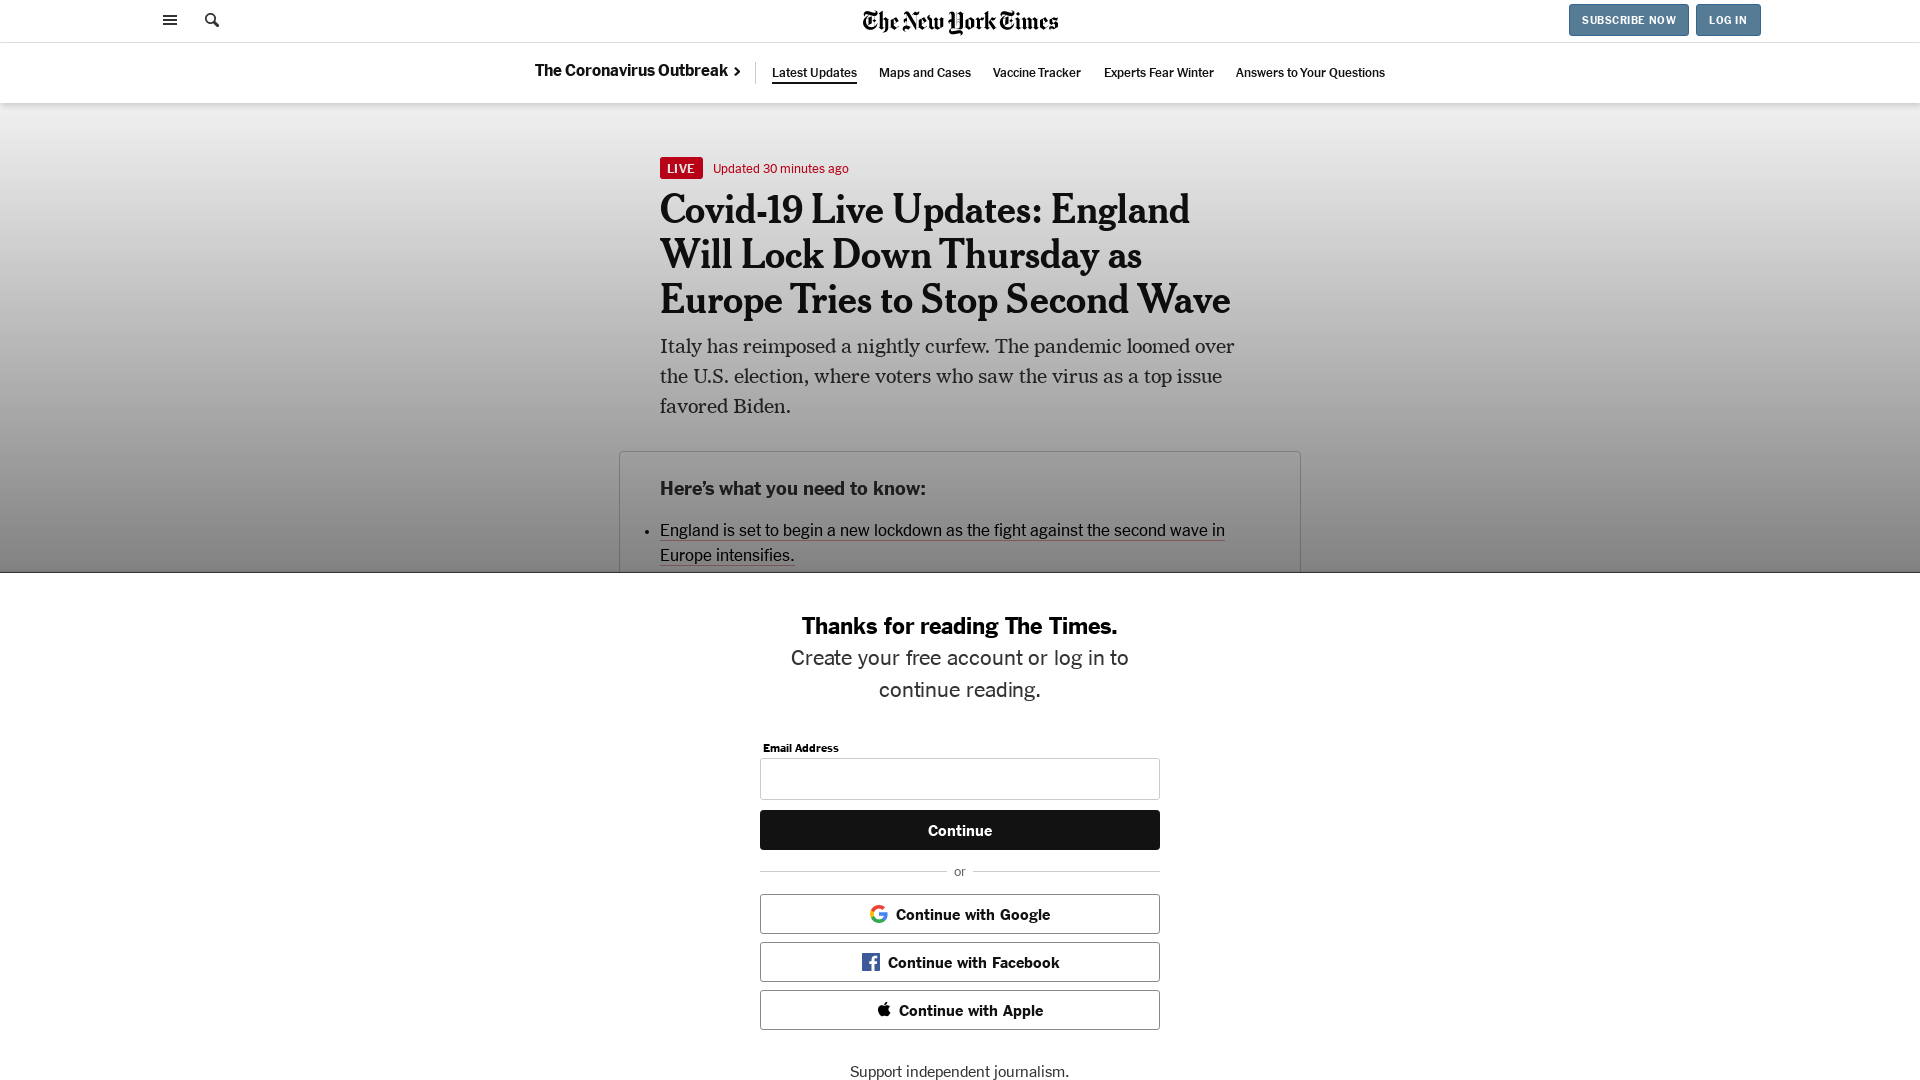 The New York Times
SUBSCRIBE NOW
LOG IN
The Coronavirus Outbreak
Latest Updates
Maps and Cases
Vaccine Tracker
Experts Fear Winter
Answers to Your Questions
LIVE
Updated 30 minutes ago
Covid-19 Live Updates: England
Will Lock Down Thursday as
Europe Tries to Stop Second Wave
Italy has reimposed a nightly curfew. The pandemic loomed over
the U.S. election, where voters who saw the virus as a top issue
favored Biden.
Here’s what you need to know:
• England is set to begin a new lockdown as the fight against the second wave in
Europe intensifies.
Thanks for reading The Times.
Create your free account or log in to
continue reading.
Email Address
Continue
or
Continue with Google
Continue with Facebook
Continue with Apple
Support independent journalism.